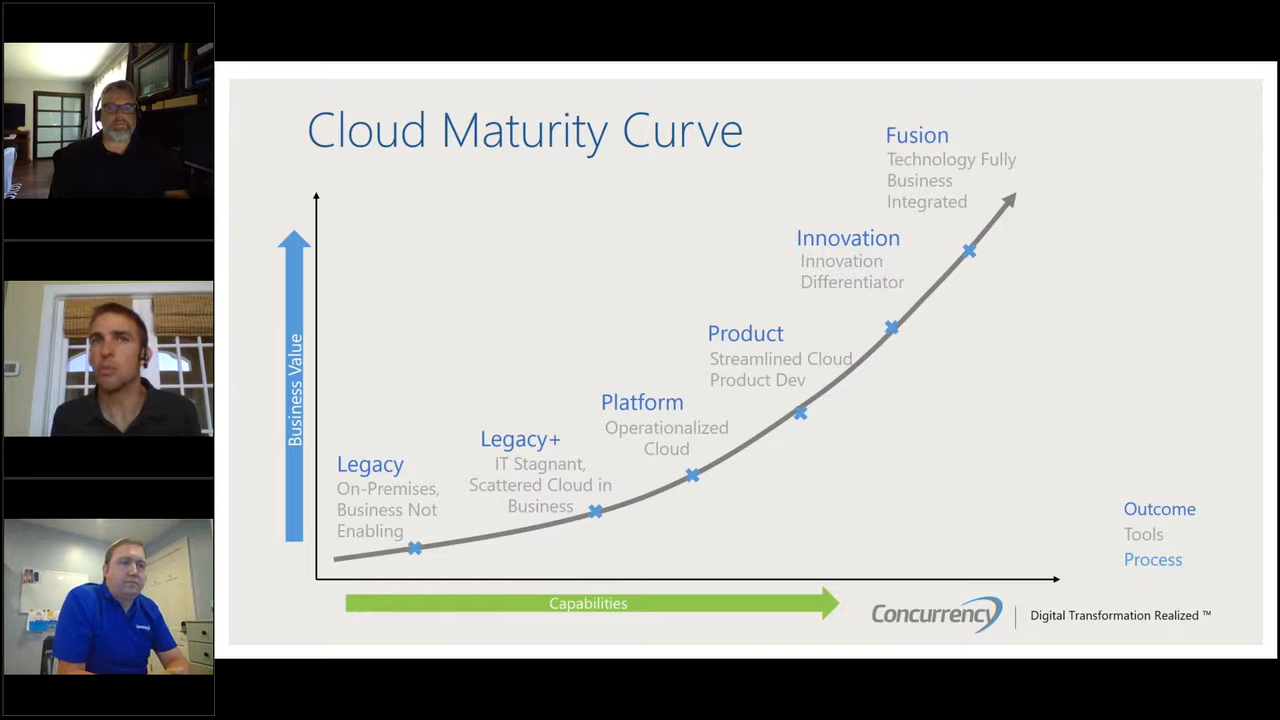 Cloud Maturity Curve
Fusion
Technology Fully
Business
Integrated
Innovation
Innovation
Differentiator
Product
Streamlined Cloud
Product Dev
Platform
Operationalized
Cloud
Legacy+
IT Stagnant,
Scattered Cloud in
Business
Legacy
On-Premises,
Business Not
Enabling
Business Value
Capabilities
Outcome
Tools
Process
Concurrency
Digital Transformation Realized ™